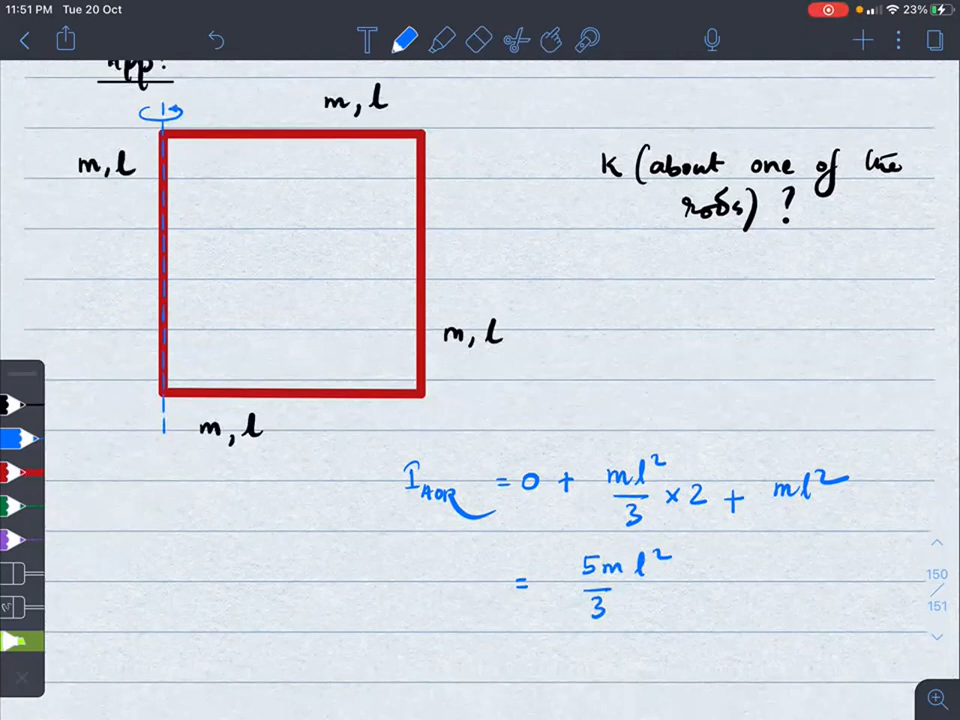 11:51 PM Tue 20 Oct 23%
App:
m, l
m, l
K (about one of the
rods) ?
m, l
m, l
I_AOR = 0 + ml²/3 × 2 + ml²
= 5ml²/3
150
151